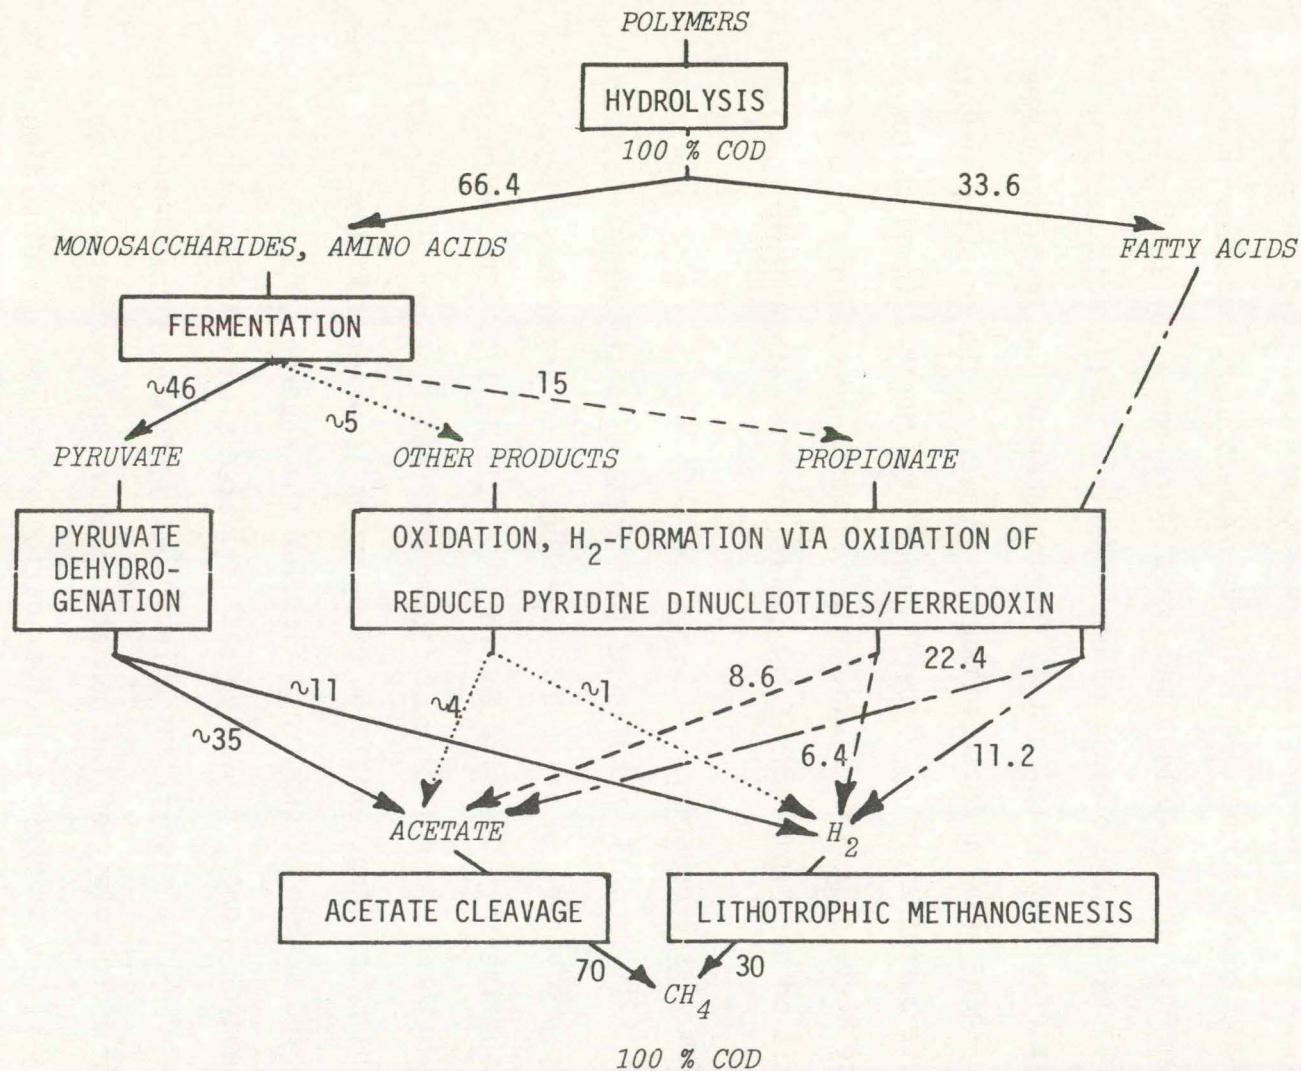 POLYMERS
HYDROLYSIS
100 % COD
66.4
33.6
MONOSACCHARIDES, AMINO ACIDS
FATTY ACIDS
FERMENTATION
~46
~5
15
PYRUVATE
OTHER PRODUCTS
PROPIONATE
PYRUVATE
DEHYDRO-
GENATION
OXIDATION, H2-FORMATION VIA OXIDATION OF
REDUCED PYRIDINE DINUCLEOTIDES/FERREDOXIN
~11
~35
~4
~1
8.6
22.4
6.4
11.2
ACETATE
H2
ACETATE CLEAVAGE
LITHOTROPHIC METHANOGENESIS
70
30
CH4
100 % COD